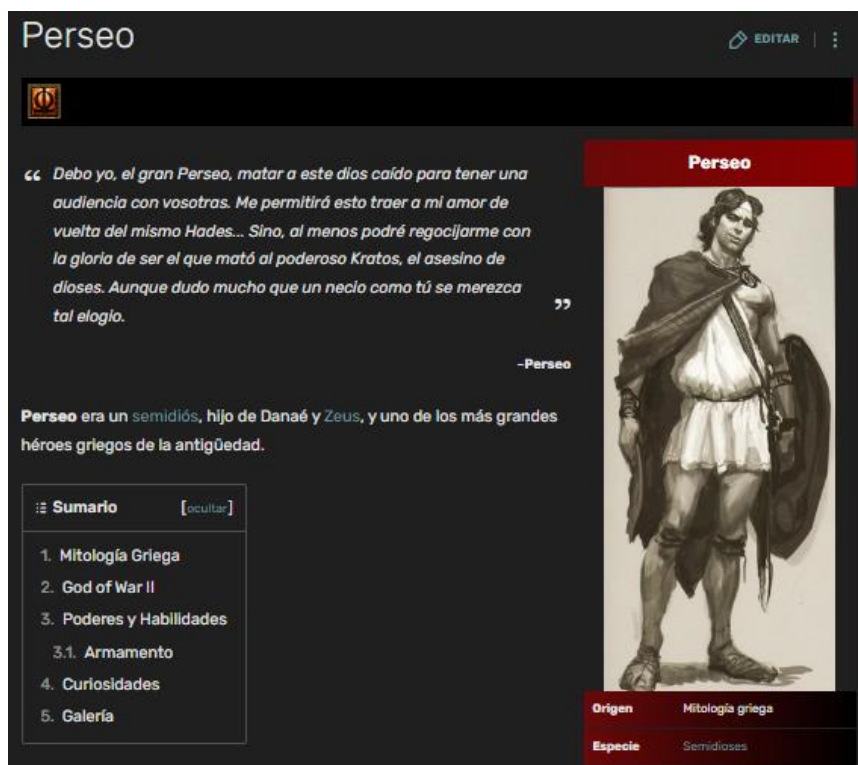 Perseo
EDITAR
“ Debo yo, el gran Perseo, matar a este dios caído para tener una
audiencia con vosotras. Me permitirá esto traer a mi amor de
vuelta del mismo Hades... Sino, al menos podré regocijarme con
la gloria de ser el que mató al poderoso Kratos, el asesino de
dioses. Aunque dudo mucho que un necio como tú se merezca
tal elogio. ”
-Perseo
Perseo era un semidiós, hijo de Danaé y Zeus, y uno de los más grandes
héroes griegos de la antigüedad.
Sumario [ocultar]
1. Mitología Griega
2. God of War II
3. Poderes y Habilidades
3.1. Armamento
4. Curiosidades
5. Galería
Perseo
Origen Mitología griega
Especie Semidioses